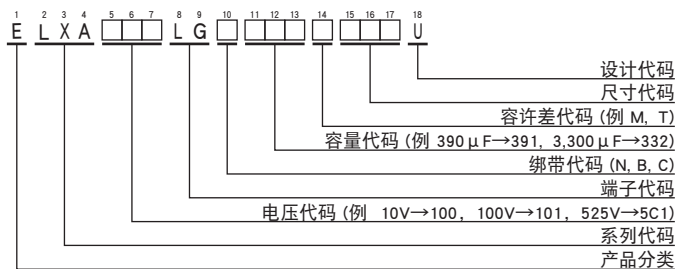 1 2 3 4 5 6 7 8 9 10 11 12 13 14 15 16 17 18
E L X A □□□ L G □ □□□ □ □□□ U
设计代码
尺寸代码
容许差代码 (例 M, T)
容量代码 (例 390μF→391, 3,300μF→332)
绑带代码 (N, B, C)
端子代码
电压代码 (例 10V→100, 100V→101, 525V→5C1)
系列代码
产品分类